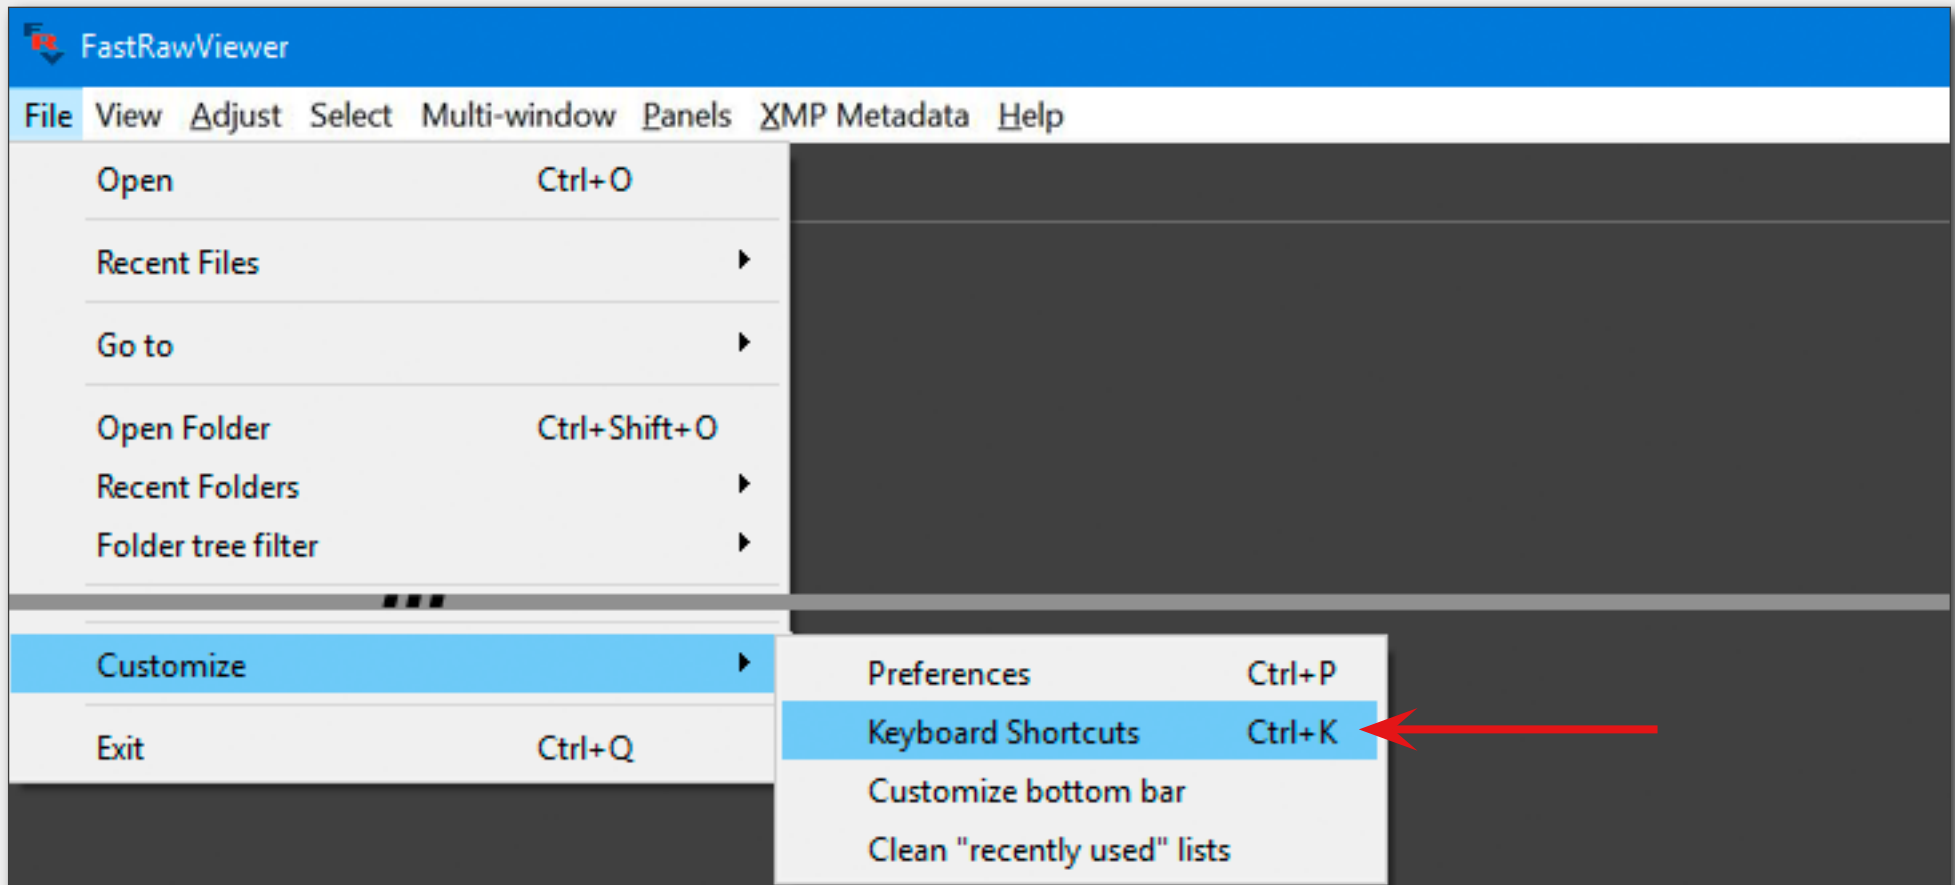 FastRawViewer
File View Adjust Select Multi-window Panels XMP Metadata Help
Open Ctrl+O
Recent Files
Go to
Open Folder Ctrl+Shift+O
Recent Folders
Folder tree filter
Customize
Exit Ctrl+Q
Preferences Ctrl+P
Keyboard Shortcuts Ctrl+K
Customize bottom bar
Clean "recently used" lists